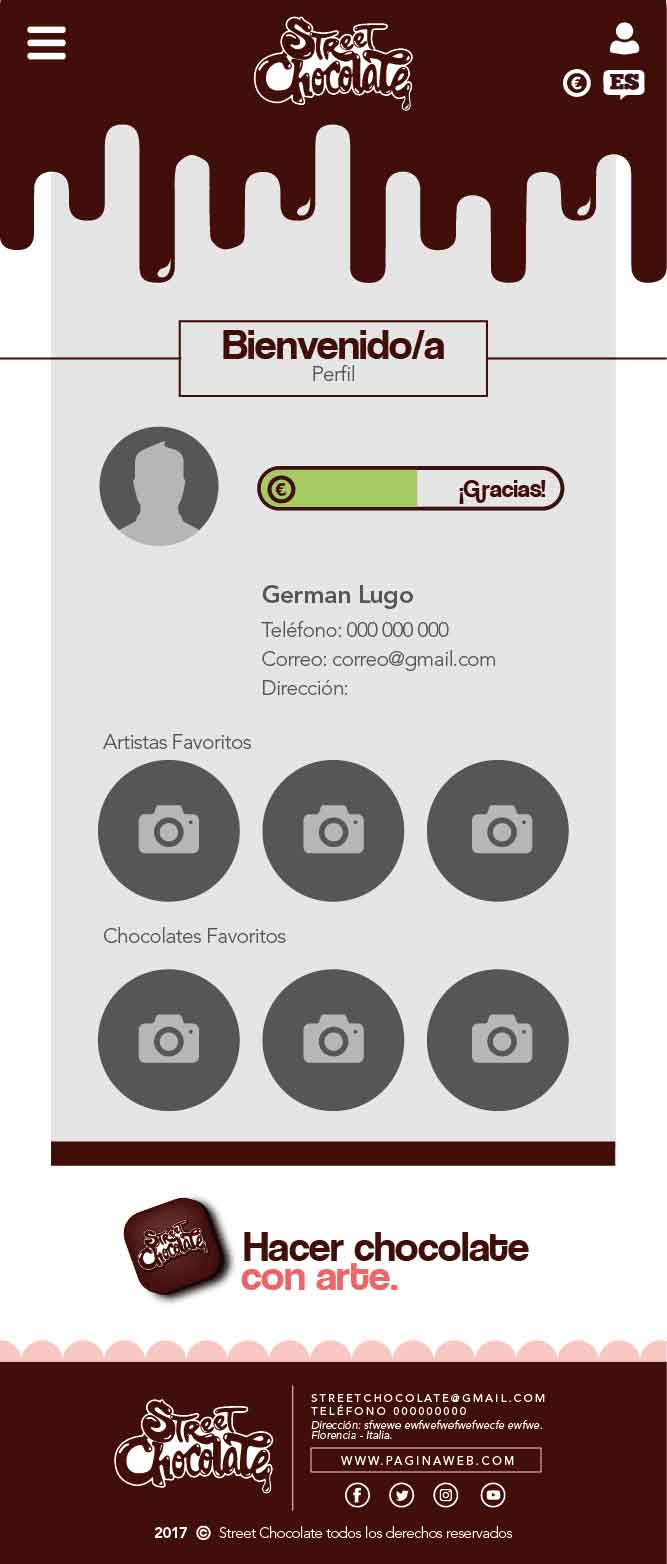 Street
Chocolate
€ ES
Bienvenido/a
Perfil
€ ¡Gracias!
German Lugo
Teléfono: 000 000 000
Correo: correo@gmail.com
Dirección:
Artistas Favoritos
Chocolates Favoritos
Street
Chocolate
Hacer chocolate
con arte.
Street
Chocolate
STREETCHOCOLATE@GMAIL.COM
TELÉFONO 000000000
Dirección: sfwewe ewfwefwefwefwecfe ewfwe.
Florencia - Italia.
WWW.PAGINAWEB.COM
2017 © Street Chocolate todos los derechos reservados